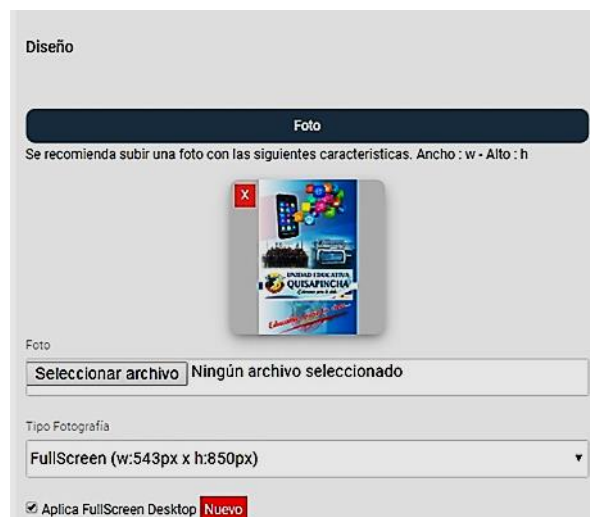 Diseño
Foto
Se recomienda subir una foto con las siguientes caracteristicas. Ancho : w - Alto : h
X
UNIDAD EDUCATIVA
QUISAPINCHA
Foto
Seleccionar archivo Ningún archivo seleccionado
Tipo Fotografía
FullScreen (w:543px x h:850px)
Aplica FullScreen Desktop Nuevo